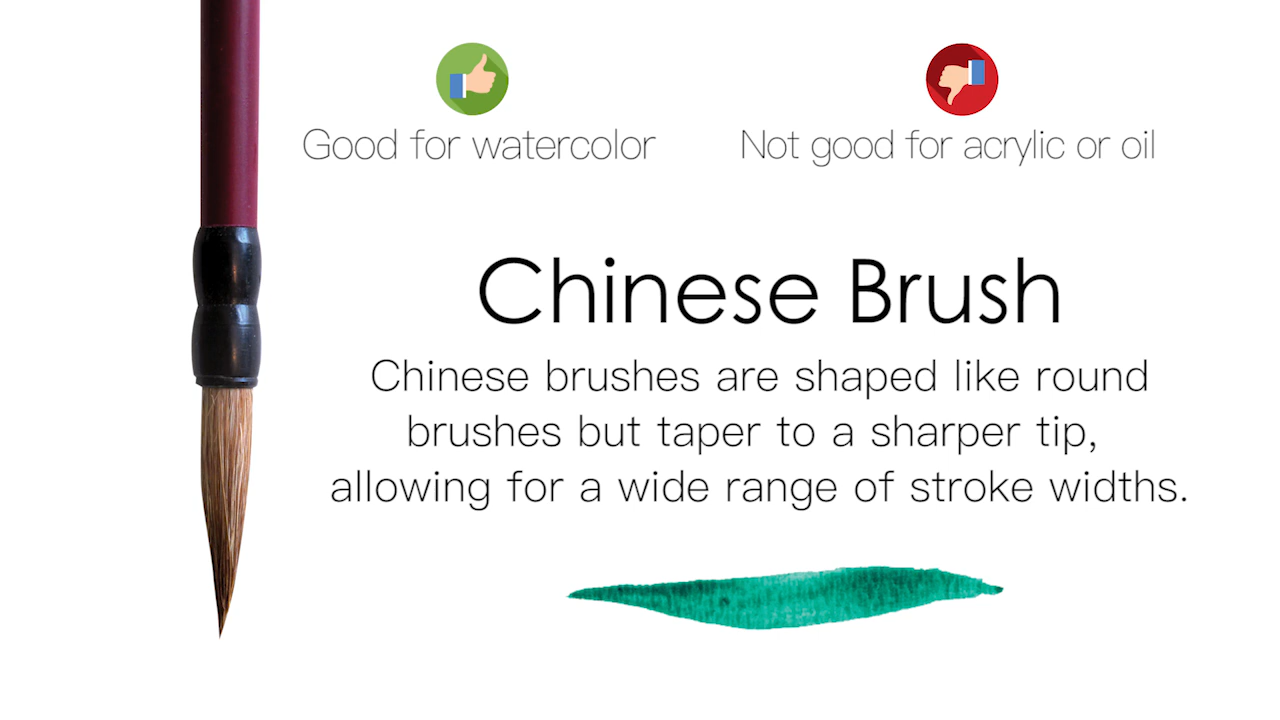 Good for watercolor
Not good for acrylic or oil
Chinese Brush
Chinese brushes are shaped like round
brushes but taper to a sharper tip,
allowing for a wide range of stroke widths.